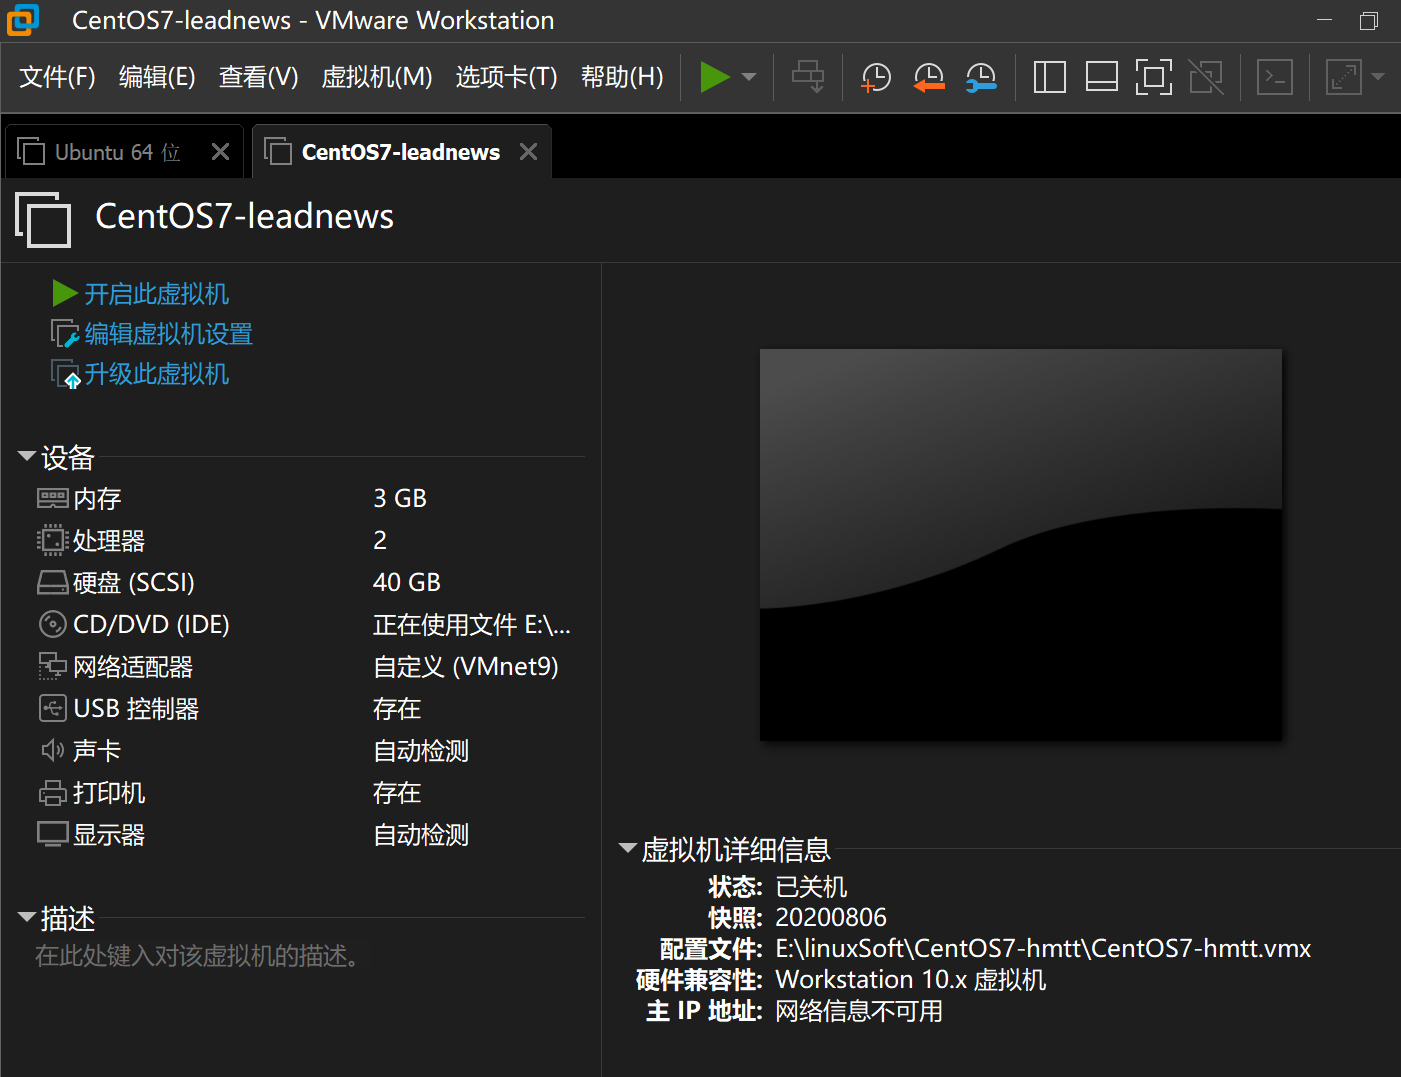 CentOS7-leadnews - VMware Workstation
文件(F) 编辑(E) 查看(V) 虚拟机(M) 选项卡(T) 帮助(H)
Ubuntu 64 位 CentOS7-leadnews
CentOS7-leadnews
开启此虚拟机
编辑虚拟机设置
升级此虚拟机
设备
内存 3 GB
处理器 2
硬盘 (SCSI) 40 GB
CD/DVD (IDE) 正在使用文件 E:\...
网络适配器 自定义 (VMnet9)
USB 控制器 存在
声卡 自动检测
打印机 存在
显示器 自动检测
描述
在此处键入对该虚拟机的描述。
虚拟机详细信息
状态: 已关机
快照: 20200806
配置文件: E:\linuxSoft\CentOS7-hmtt\CentOS7-hmtt.vmx
硬件兼容性: Workstation 10.x 虚拟机
主 IP 地址: 网络信息不可用